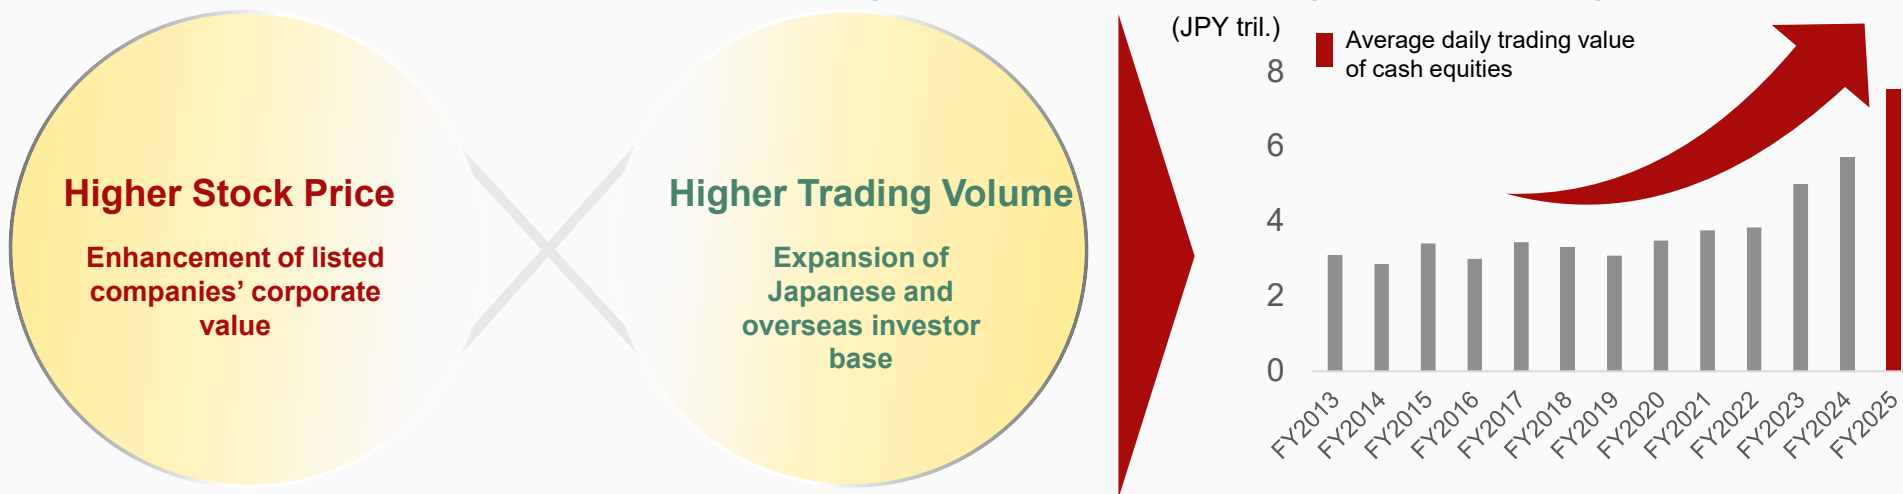 Higher Stock Price
Enhancement of listed
companies’ corporate
value
Higher Trading Volume
Expansion of
Japanese and
overseas investor
base
(JPY tril.)
Average daily trading value
of cash equities
8
6
4
2
0
FY2013
FY2014
FY2015
FY2016
FY2017
FY2018
FY2019
FY2020
FY2021
FY2022
FY2023
FY2024
FY2025